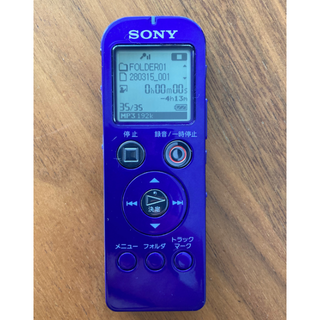 SONY
FOLDER01
280315_001
0h00m00s
-4h13m
35/35
MP3 192k
停止 録音/一時停止
決定
メニュー フォルダ トラックマーク